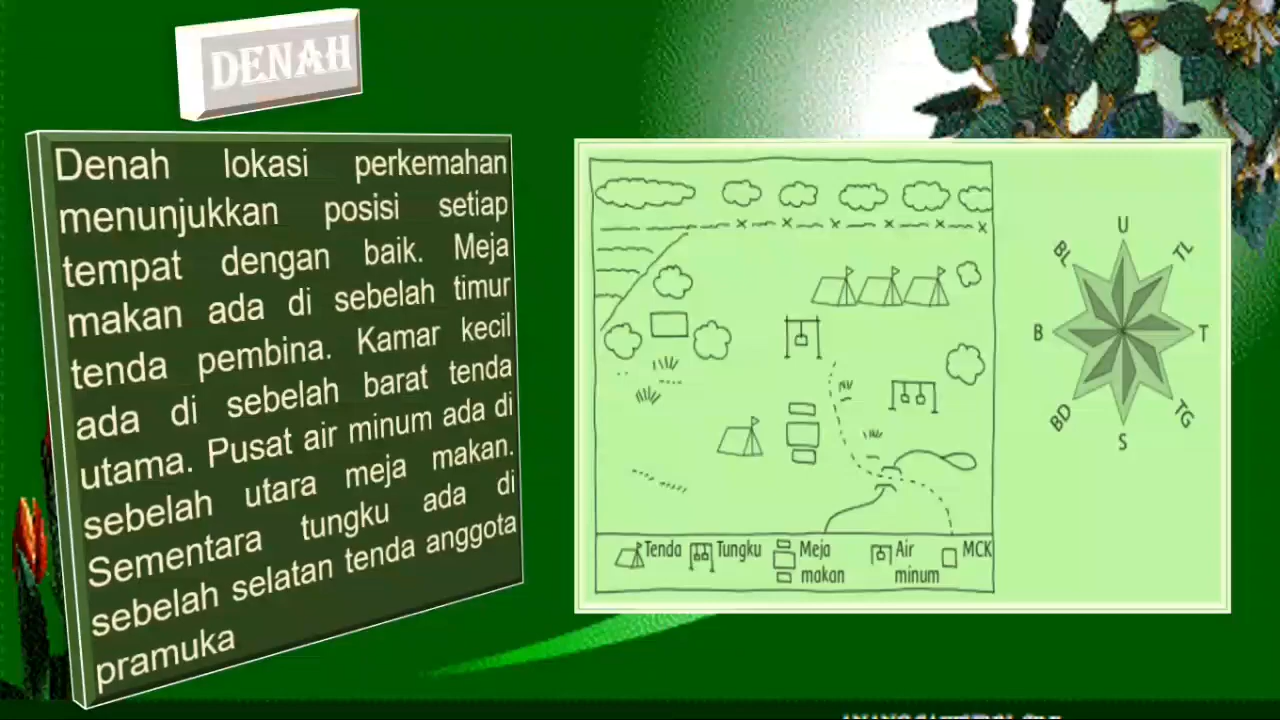 DENAH
Denah lokasi perkemahan
menunjukkan posisi setiap
tempat dengan baik. Meja
makan ada di sebelah timur
tenda pembina. Kamar kecil
ada di sebelah barat tenda
utama. Pusat air minum ada di
sebelah utara meja makan.
Sementara tungku ada di
sebelah selatan tenda anggota
pramuka
U
BL
TL
B
T
BD
TG
S
Tenda
Tungku
Meja
makan
Air
minum
MCK